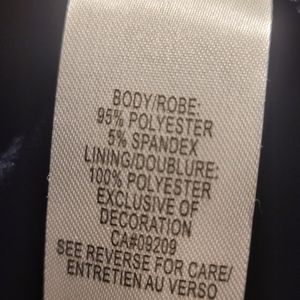 BODY/ROBE:
95% POLYESTER
5% SPANDEX
LINING/DOUBLURE:
100% POLYESTER
EXCLUSIVE OF
DECORATION
CA#09209
SEE REVERSE FOR CARE/
ENTRETIEN AU VERSO